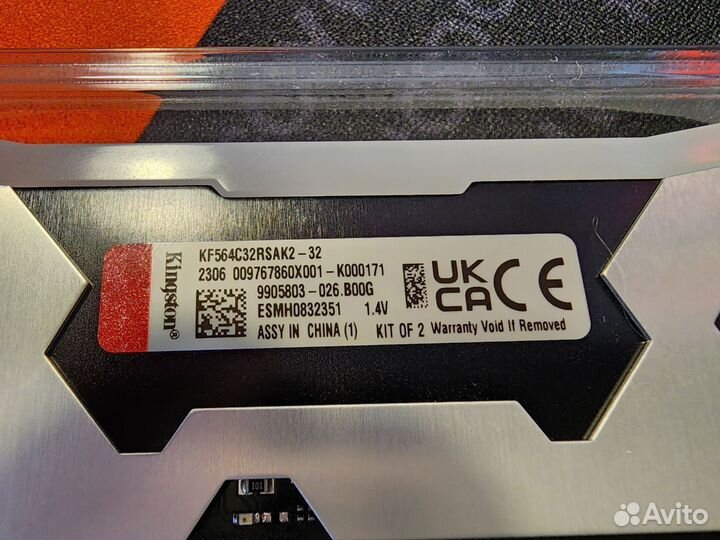 Kingston®
KF564C32RSAK2-32
2306 009767860X001-K000171
9905803-026.B00G
ESMH0832351 1.4V
ASSY IN CHINA (1) KIT OF 2 Warranty Void If Removed
UK
CA CE
101
Avito